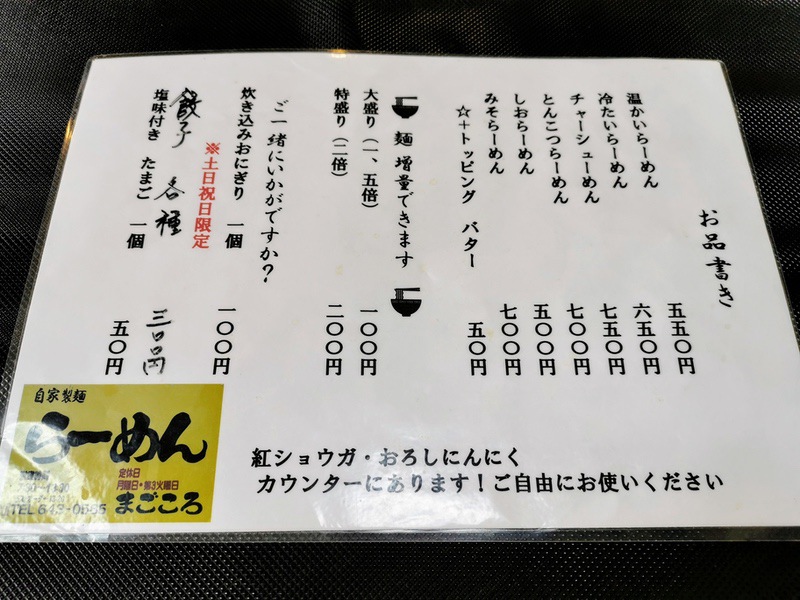 お品書き
温かいらーめん 五五〇円
冷たいらーめん 六五〇円
チャーシューめん 七五〇円
とんこつらーめん 七〇〇円
しおらーめん 五〇〇円
みそらーめん 七〇〇円
☆+トッピング バター 五〇円
麺増量できます
大盛り(一、五倍) 一〇〇円
特盛り(二倍) 二〇〇円
ご一緒にいかがですか?
炊き込みおにぎり 一個 一〇〇円
※土日祝日限定
餃子 各種 三〇〇円
塩味付き たまご 一個 五〇円
紅ショウガ・おろしにんにく
カウンターにあります!ご自由にお使いください
自家製麺
らーめん
定休日
月曜日・第3火曜日
まごころ
TEL